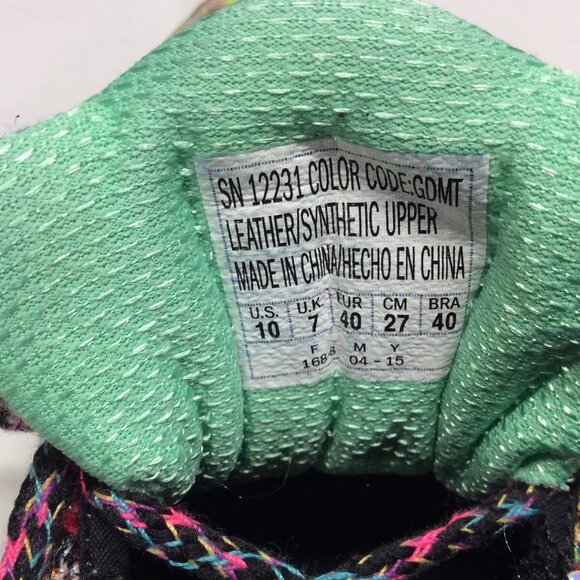 SN 12231 COLOR CODE:GDMT
LEATHER/SYNTHETIC UPPER
MADE IN CHINA/HECHO EN CHINA
U.S. U.K EUR CM BRA
10 7 40 27 40
F M Y
168 04-15